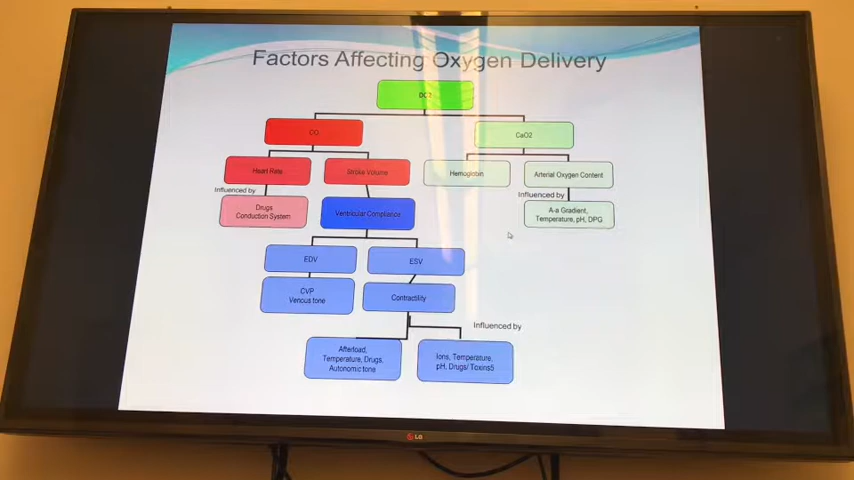 Factors Affecting Oxygen Delivery
DO2
CO
CaO2
Heart Rate
Stroke Volume
Hemoglobin
Arterial Oxygen Content
Influenced by
Influenced by
Drugs
Conduction System
Ventricular Compliance
A-a Gradient,
Temperature, pH, DPG
EDV
ESV
CVP
Venous tone
Contractility
Influenced by
Afterload,
Temperature, Drugs,
Autonomic tone
Ions, Temperature,
pH, Drugs/ Toxins5
LG